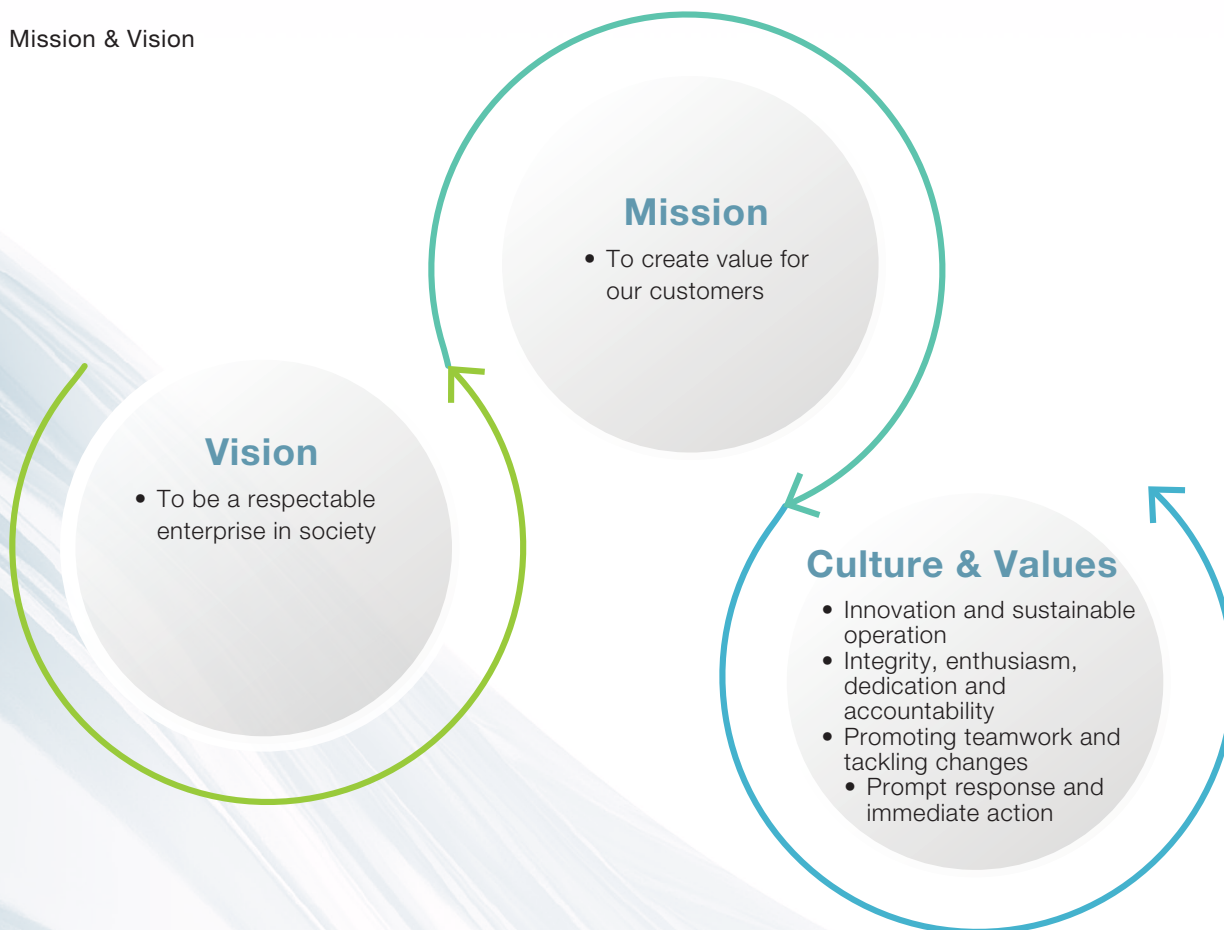 Mission & Vision
Mission
• To create value for
our customers
Vision
• To be a respectable
enterprise in society
Culture & Values
• Innovation and sustainable
operation
• Integrity, enthusiasm,
dedication and
accountability
• Promoting teamwork and
tackling changes
• Prompt response and
immediate action